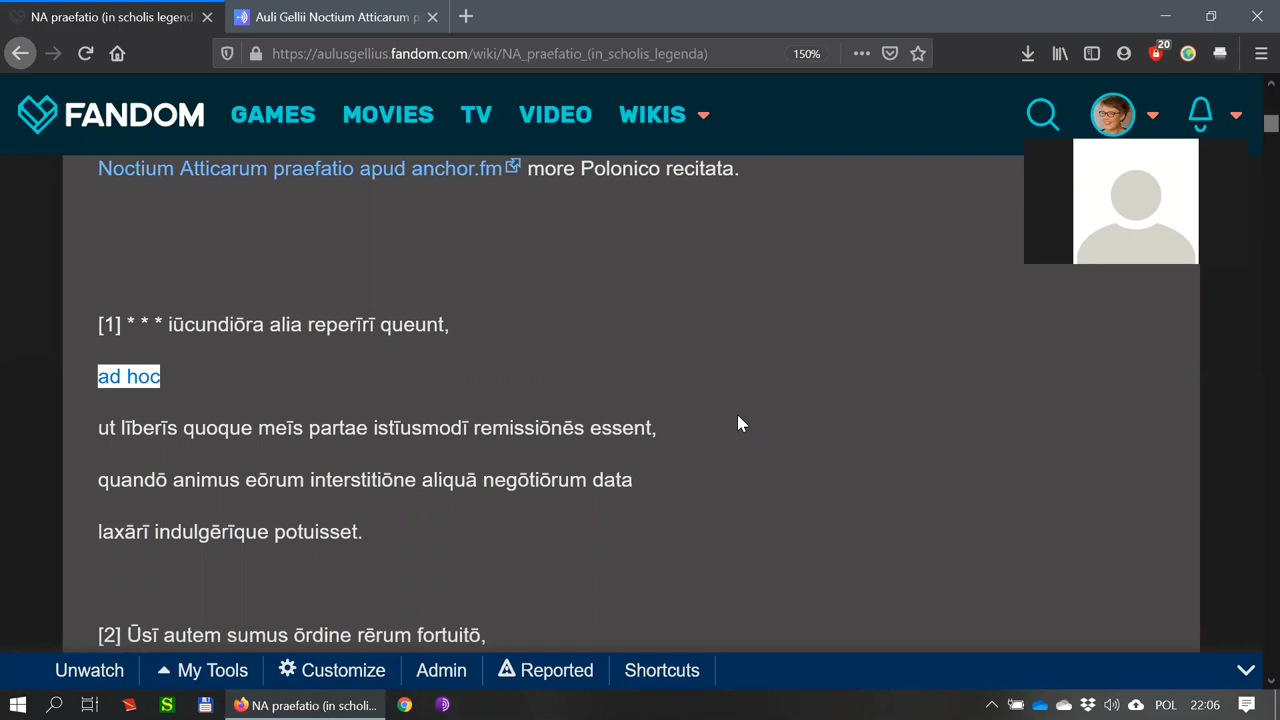 NA praefatio (in scholis legend
Auli Gellii Noctium Atticarum p
https://aulusgellius.fandom.com/wiki/NA_praefatio_(in_scholis_legenda)
150%
20
FANDOM
GAMES
MOVIES
TV
VIDEO
WIKIS
Noctium Atticarum praefatio apud anchor.fm more Polonico recitata.
[1] * * * iūcundiōra alia reperīrī queunt,
ad hoc
ut līberīs quoque meīs partae istīusmodī remissiōnēs essent,
quandō animus eōrum interstitiōne aliquā negōtiōrum data
laxārī indulgērīque potuisset.
[2] Ūsī autem sumus ōrdine rērum fortuitō,
Unwatch
My Tools
Customize
Admin
Reported
Shortcuts
NA praefatio (in scholi...
POL
22:06